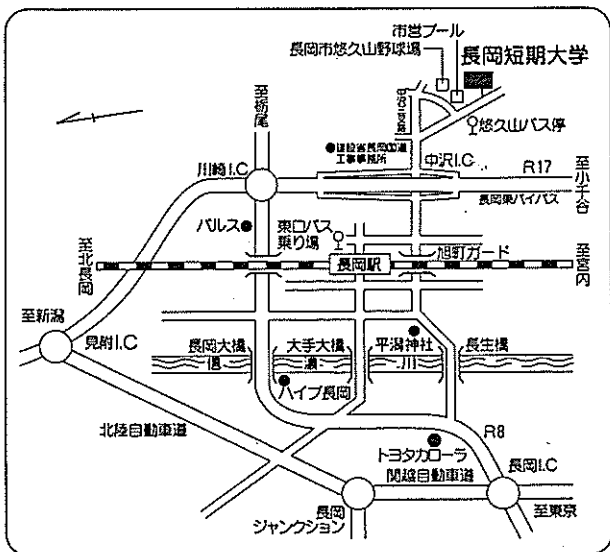 市営プール
長岡市悠久山野球場
長岡短期大学
至栃尾
悠久山バス停
建設省長岡国道
工事事務所
中沢I.C
川崎I.C
R17
至小千谷
長岡東バイパス
パルス
東口バス
乗り場
旭町ガード
至北長岡
長岡駅
至宮内
至新潟
見附I.C
長岡大橋
大手大橋
平潟神社
長生橋
信
濃
川
ハイブ長岡
北陸自動車道
R8
トヨタカローラ
長岡I.C
関越自動車道
長岡
ジャンクション
至東京